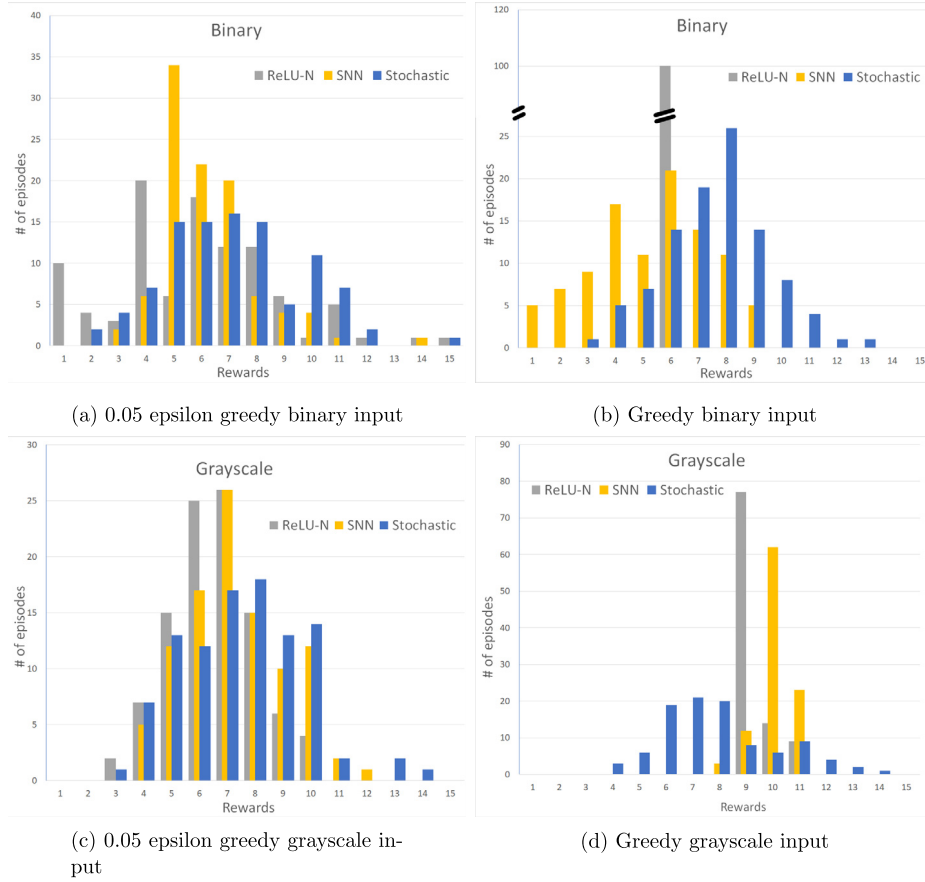 Binary
ReLU-N SNN Stochastic
40
35
30
25
20
15
10
5
0
# of episodes
1 2 3 4 5 6 7 8 9 10 11 12 13 14 15
Rewards
(a) 0.05 epsilon greedy binary input
Binary
ReLU-N SNN Stochastic
120
100
25
20
15
10
5
0
# of episodes
1 2 3 4 5 6 7 8 9 10 11 12 13 14 15
Rewards
(b) Greedy binary input
Grayscale
ReLU-N SNN Stochastic
30
25
20
15
10
5
0
# of episodes
1 2 3 4 5 6 7 8 9 10 11 12 13 14 15
Rewards
(c) 0.05 epsilon greedy grayscale in-
put
Grayscale
ReLU-N SNN Stochastic
90
80
70
60
50
40
30
20
10
0
# of episodes
1 2 3 4 5 6 7 8 9 10 11 12 13 14 15
Rewards
(d) Greedy grayscale input